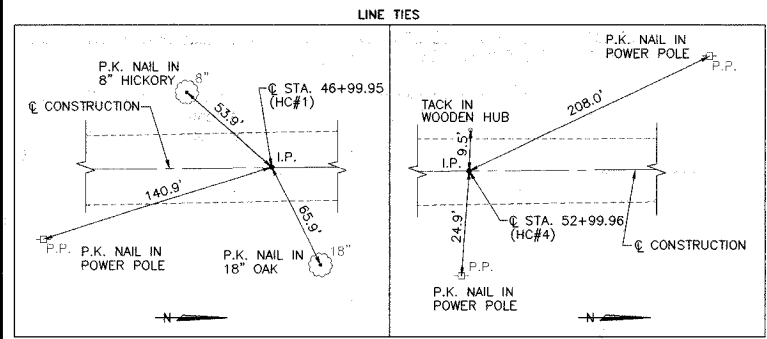 LINE TIES
P.K. NAIL IN
8" HICKORY
8"
℄ STA. 46+99.95
(HC#1)
℄ CONSTRUCTION
53.9'
I.P.
140.9'
65.9'
P.P.
P.K. NAIL IN
POWER POLE
P.K. NAIL IN
18" OAK
18"
N
P.K. NAIL IN
POWER POLE
P.P.
TACK IN
WOODEN HUB
208.0'
9.5'
I.P.
℄ STA. 52+99.96
(HC#4)
24.9'
℄ CONSTRUCTION
P.P.
P.K. NAIL IN
POWER POLE
N